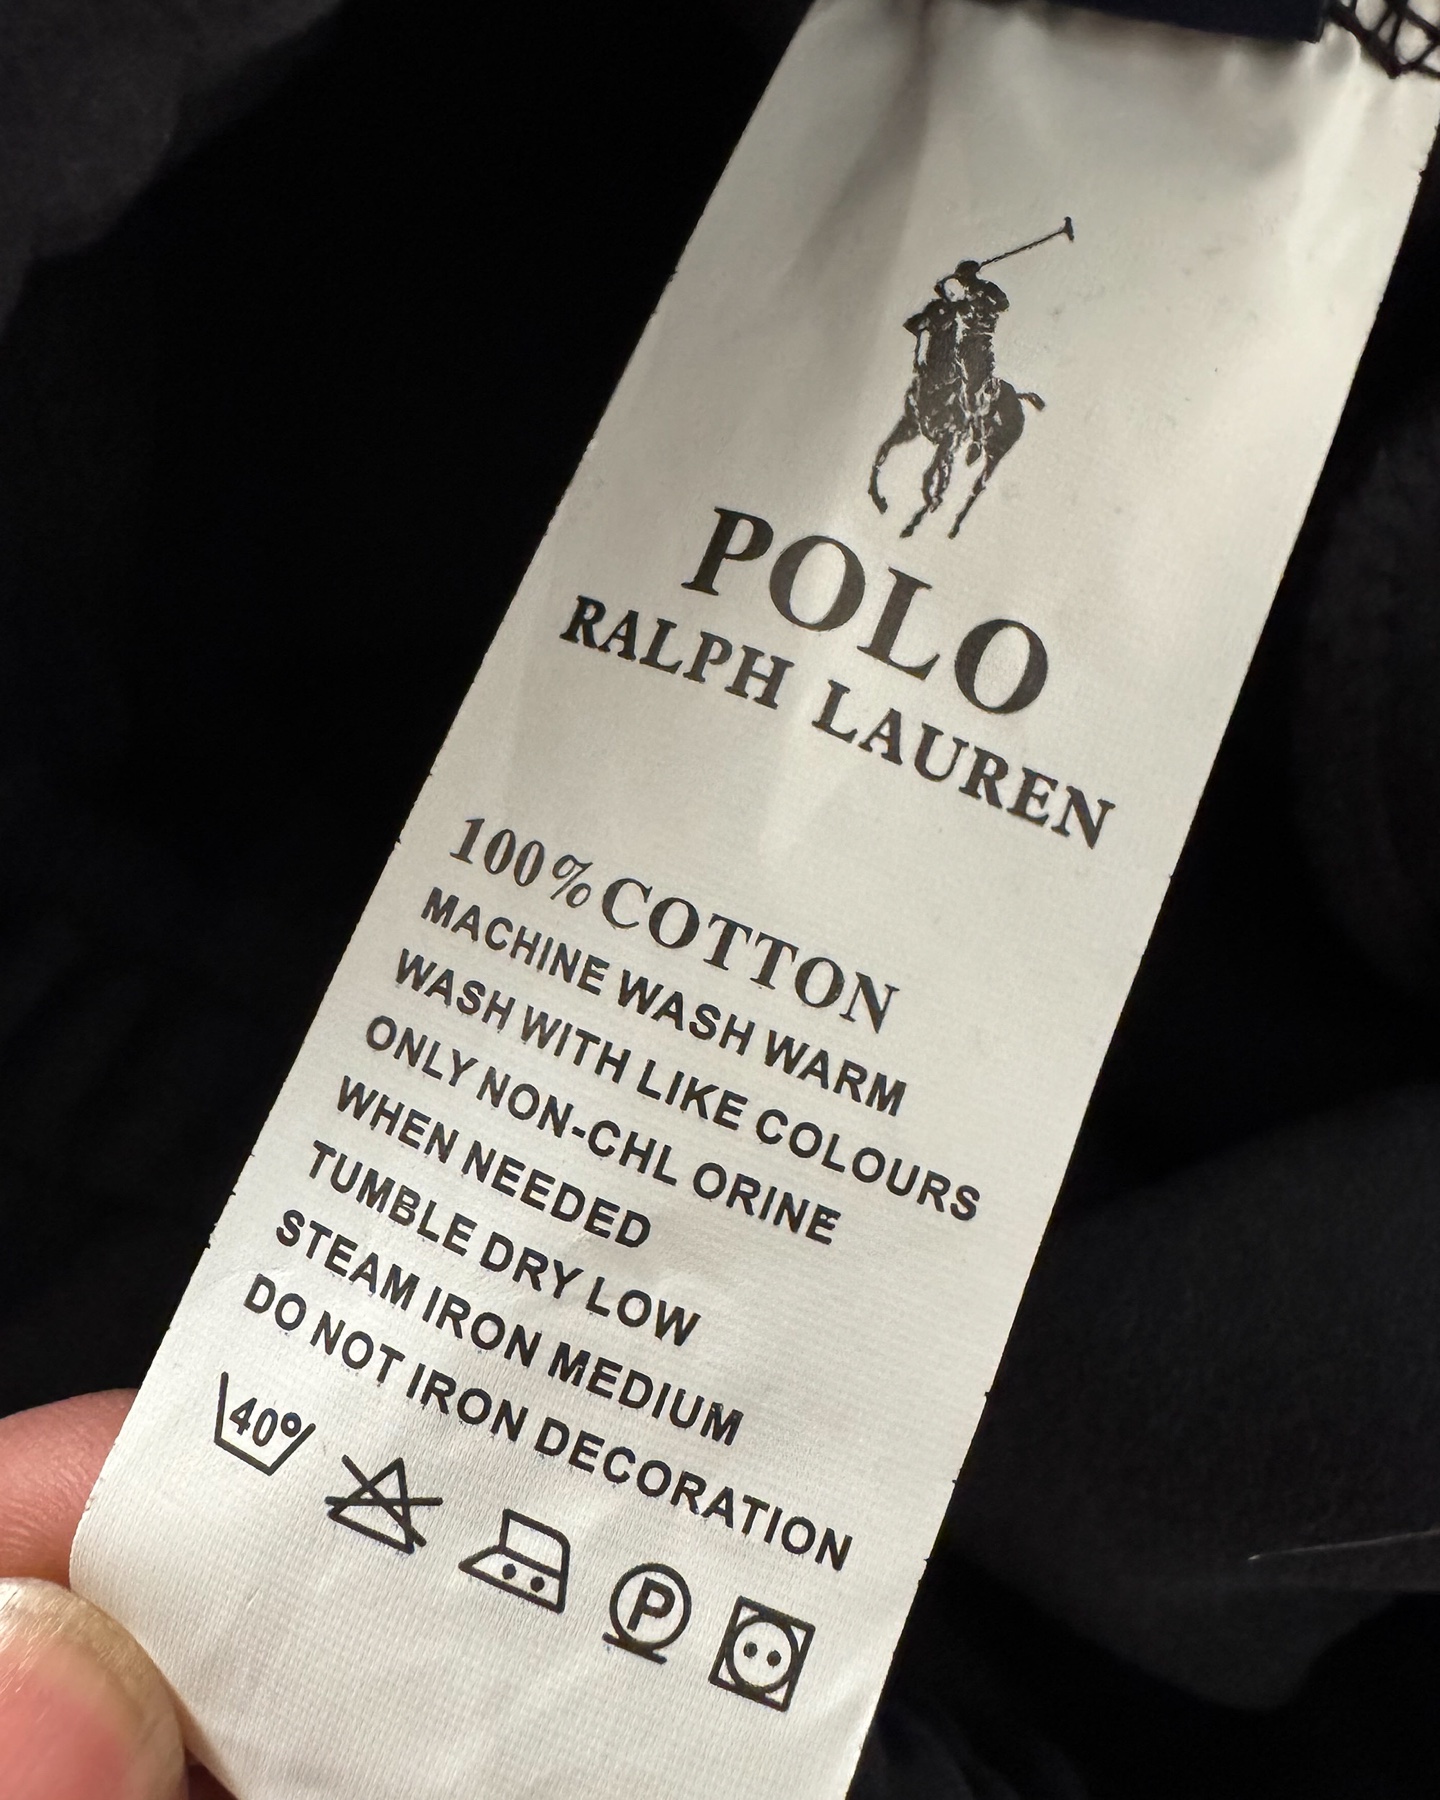 POLO
RALPH LAUREN
100%COTTON
MACHINE WASH WARM
WASH WITH LIKE COLOURS
ONLY NON-CHL ORINE
WHEN NEEDED
TUMBLE DRY LOW
STEAM IRON MEDIUM
DO NOT IRON DECORATION
40°
P